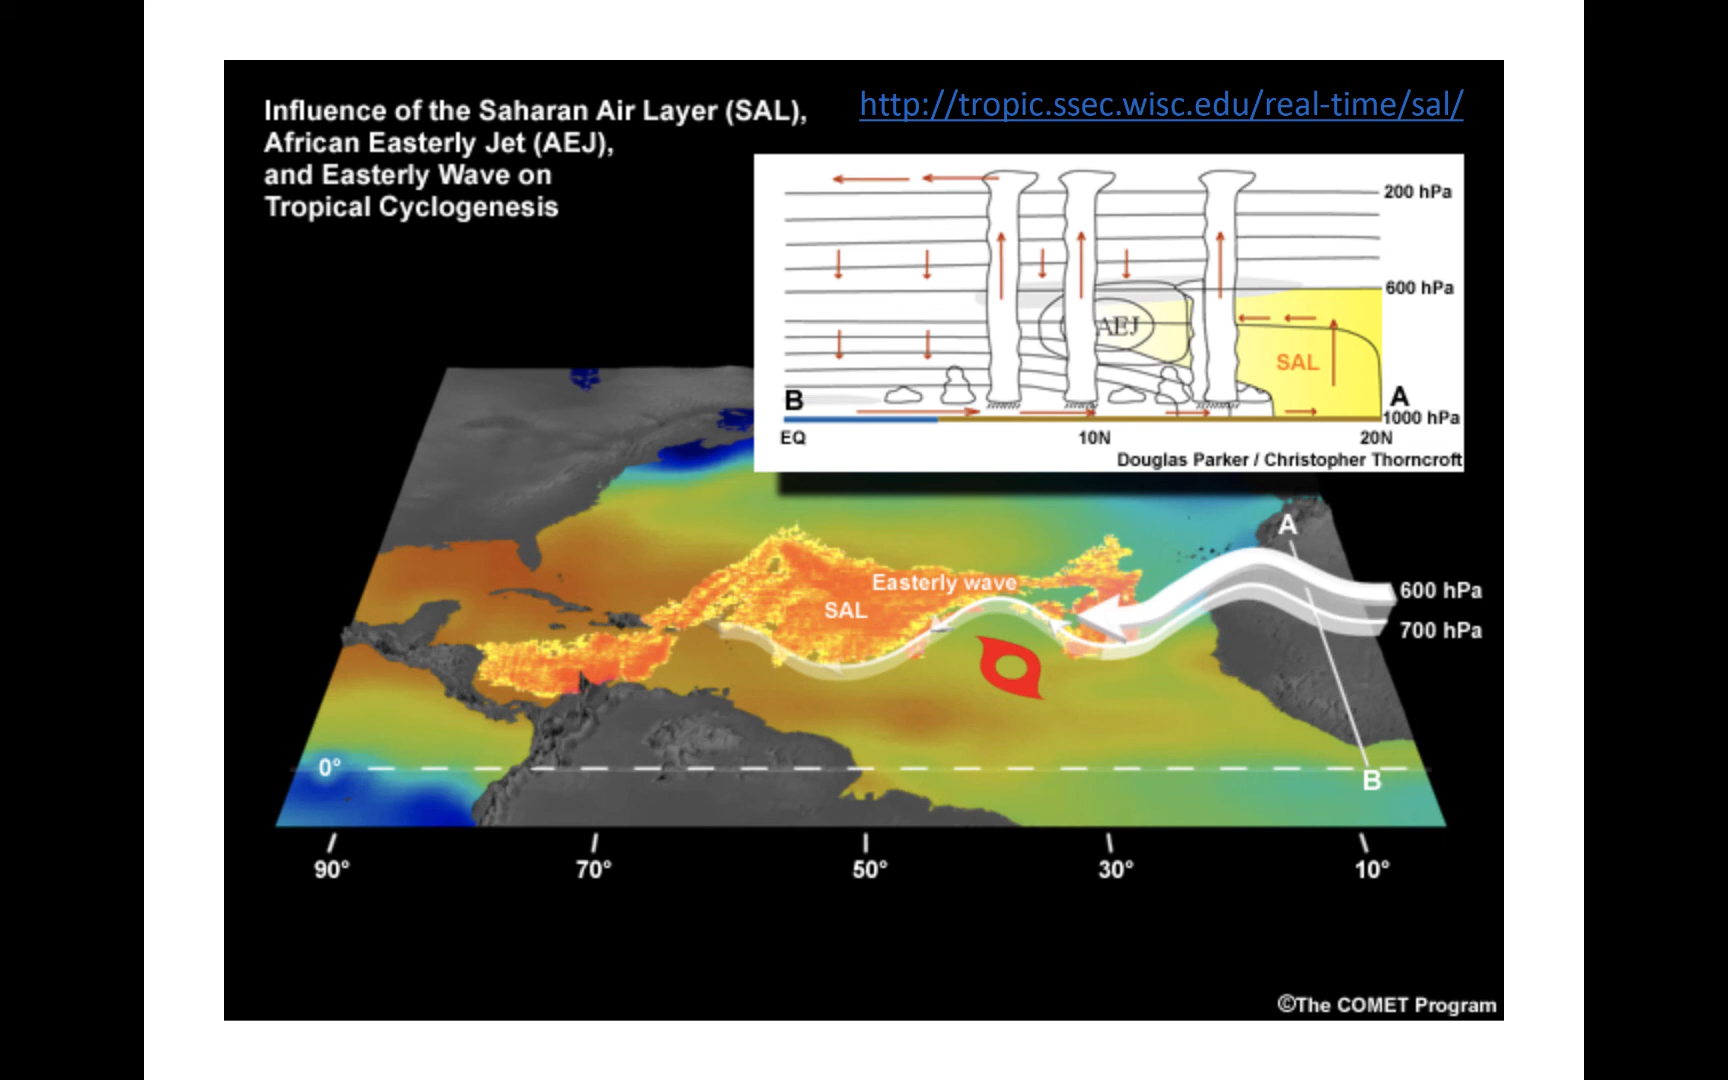 Influence of the Saharan Air Layer (SAL),
African Easterly Jet (AEJ),
and Easterly Wave on
Tropical Cyclogenesis
http://tropic.ssec.wisc.edu/real-time/sal/
200 hPa
600 hPa
AEJ
SAL
B
A
1000 hPa
EQ
10N
20N
Douglas Parker / Christopher Thorncroft
A
Easterly wave
SAL
600 hPa
700 hPa
0°
B
90°
70°
50°
30°
10°
©The COMET Program